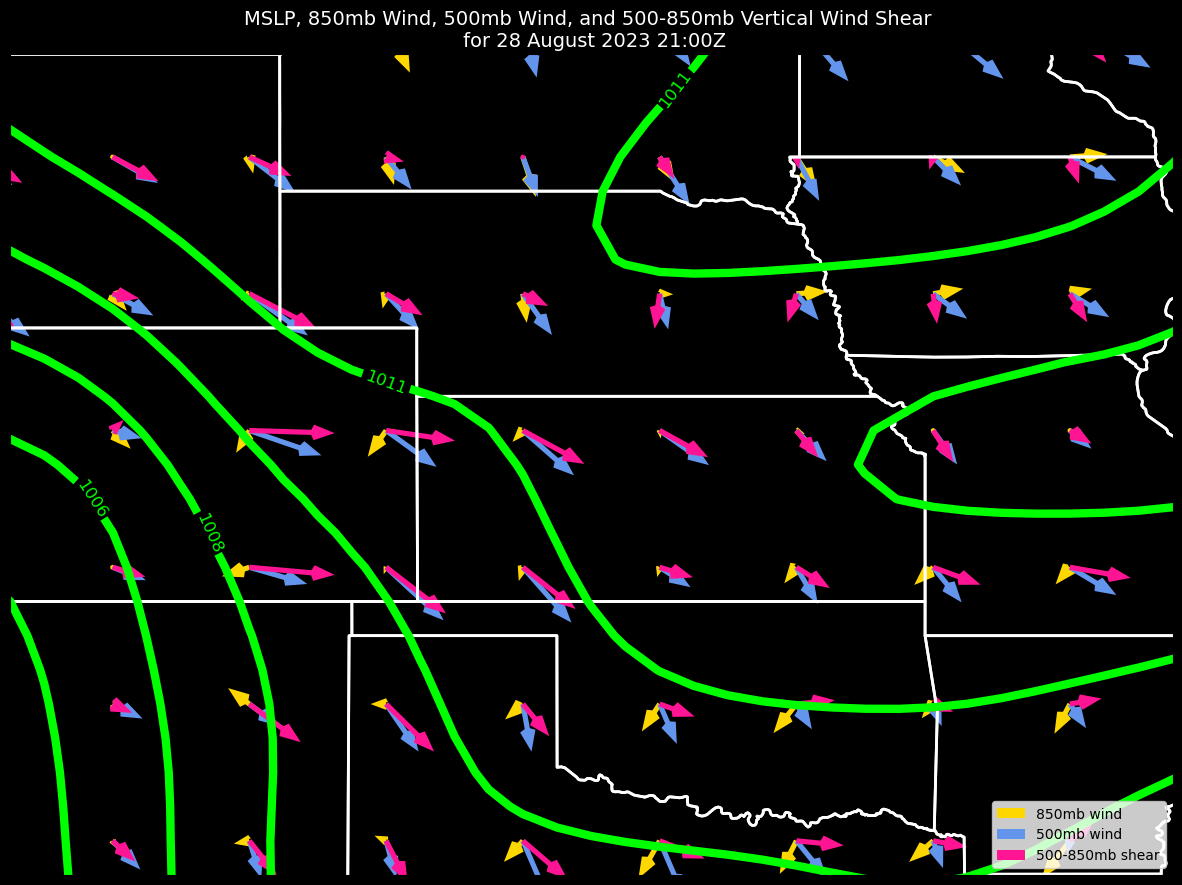 MSLP, 850mb Wind, 500mb Wind, and 500-850mb Vertical Wind Shear
for 28 August 2023 21:00Z
1011
1011
1006
1008
850mb wind
500mb wind
500-850mb shear